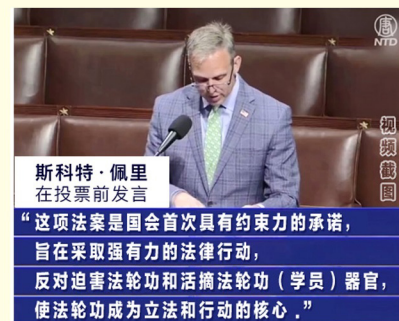 唐
NTD
视频截图
斯科特·佩里
在投票前发言
“这项法案是国会首次具有约束力的承诺，
旨在采取强有力的法律行动，
反对迫害法轮功和活摘法轮功（学员）器官，
使法轮功成为立法和行动的核心 .”